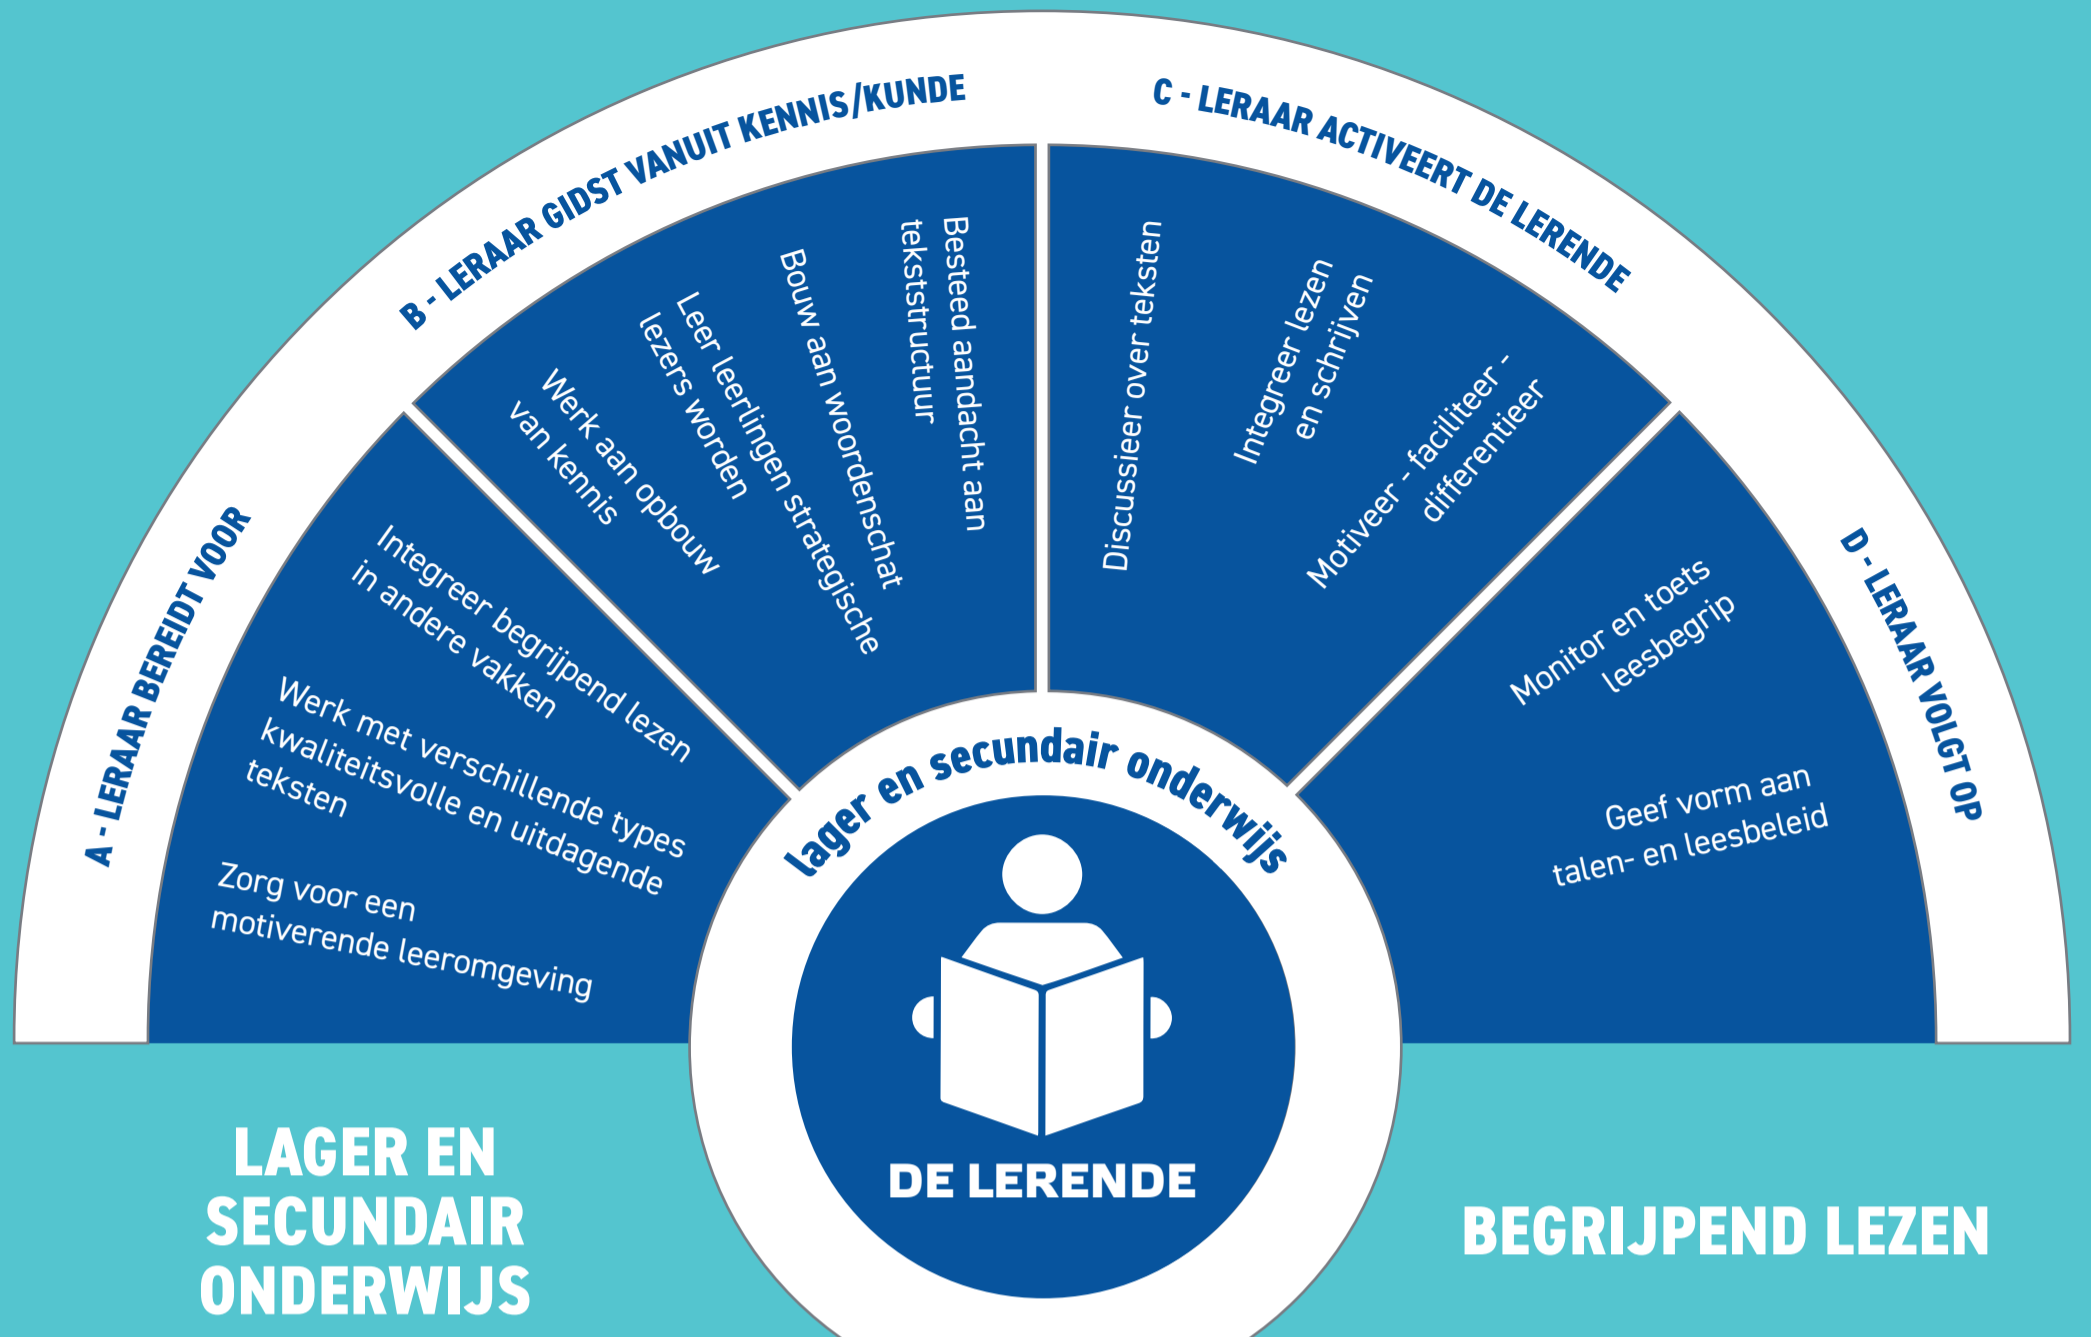 A - LERAAR BEREIDT VOOR
Zorg voor een
motiverende leeromgeving
Werk met verschillende types
kwaliteitsvolle en uitdagende
teksten
Integreer begrijpend lezen
in andere vakken
B - LERAAR GIDST VANUIT KENNIS/KUNDE
Werk aan opbouw
van kennis
Leer leerlingen strategische
lezers worden
Bouw aan woordenschat
Besteed aandacht aan
tekststructuur
C - LERAAR ACTIVEERT DE LERENDE
Discussieer over teksten
Integreer lezen
en schrijven
Motiveer - faciliteer -
differentieer
D - LERAAR VOLGT OP
Monitor en toets
leesbegrip
Geef vorm aan
talen- en leesbeleid
lager en secundair onderwijs
DE LERENDE
LAGER EN
SECUNDAIR
ONDERWIJS
BEGRIJPEND LEZEN